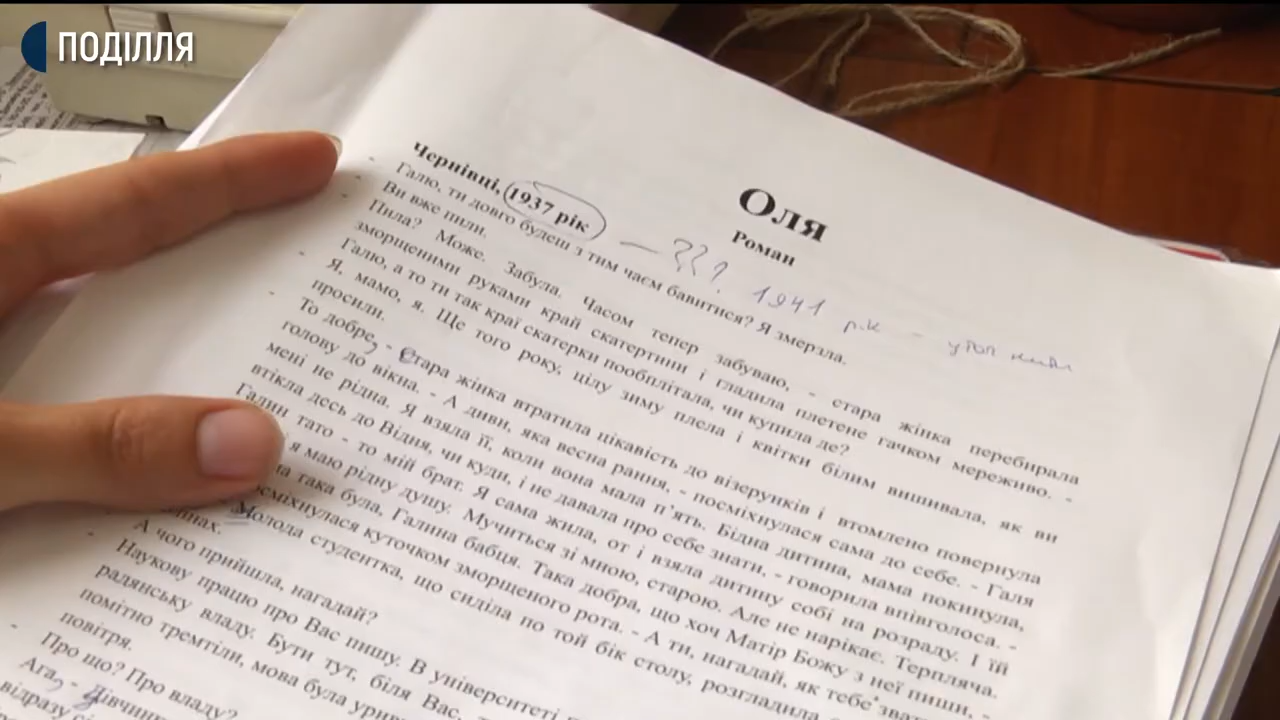 ПОДІЛЛЯ
Оля
Роман
Чернівці, 1937 рік
— ??? 1941 рік –
- Галю, ти довго будеш з тим чаєм бавитися? Я змерзла.
- Ви вже пили.
- Пила? Може. Забула. Часом тепер забуваю, - стара жінка перебирала
зморщеними руками край скатертини і гладила плетене гачком мереживо. -
Галю, а то ти так краї скатерки пообплітала, чи купила де?
- Я, мамо, я. Ще того року, цілу зиму плела і квітки білим вишивала, як ви
просили.
- То добре, - стара жінка втратила цікавість до візерунків і втомлено повернула
голову до вікна. - А диви, яка весна рання, - посміхнулася сама до себе. - Галя
мені не рідна. Я взяла її, коли вона мала п'ять. Бідна дитина, мама покинула,
втікла десь до Відня, чи куди, і не давала про себе знати, - говорила впівголоса. -
Галин тато - то мій брат. Я сама жила, от і взяла дитину собі на розраду. І їй
я маю рідну душу. Мучиться зі мною, старою. Але не нарікає. Терпляча.
така була, Галина бабця. Така добра, що хоч Матір Божу з неї пиши, -
осміхнулася куточком зморщеного рота. - А ти, нагадай, як тебе звати
Молода студентка, що сиділа по той бік столу, розгладила
- А чого прийшла, нагадай?
- Наукову працю про Вас пишу. В університеті
радянську владу. Бути тут, біля Вас,
помітно тремтіли, мова була
повітря.
- Про що? Про владу?
- Ага, - дівчин
відразу